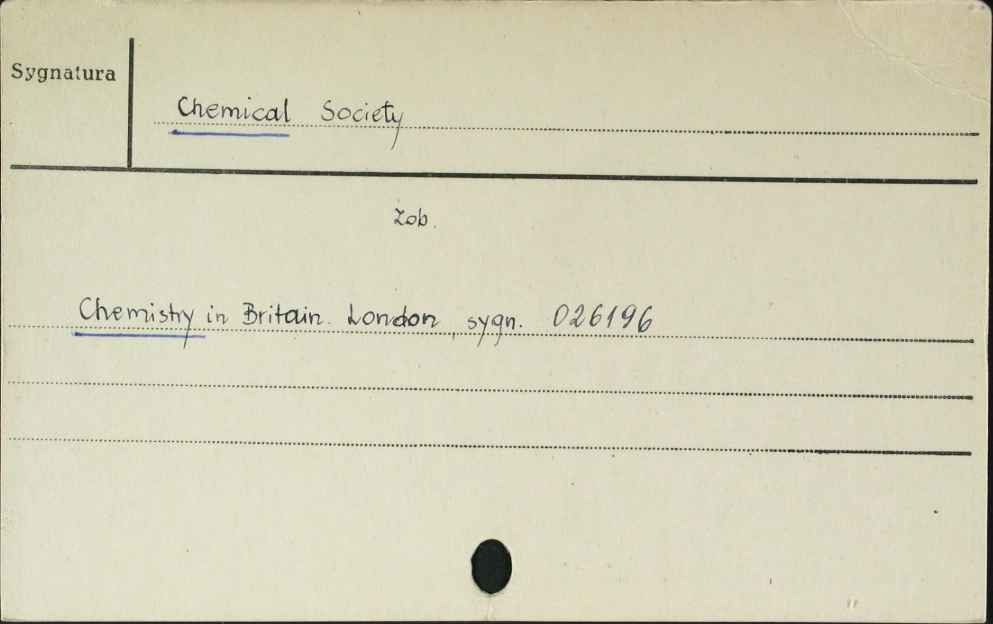 Sygnatura
Chemical Society
Zob.
Chemistry in Britain. London, sygn. 026196